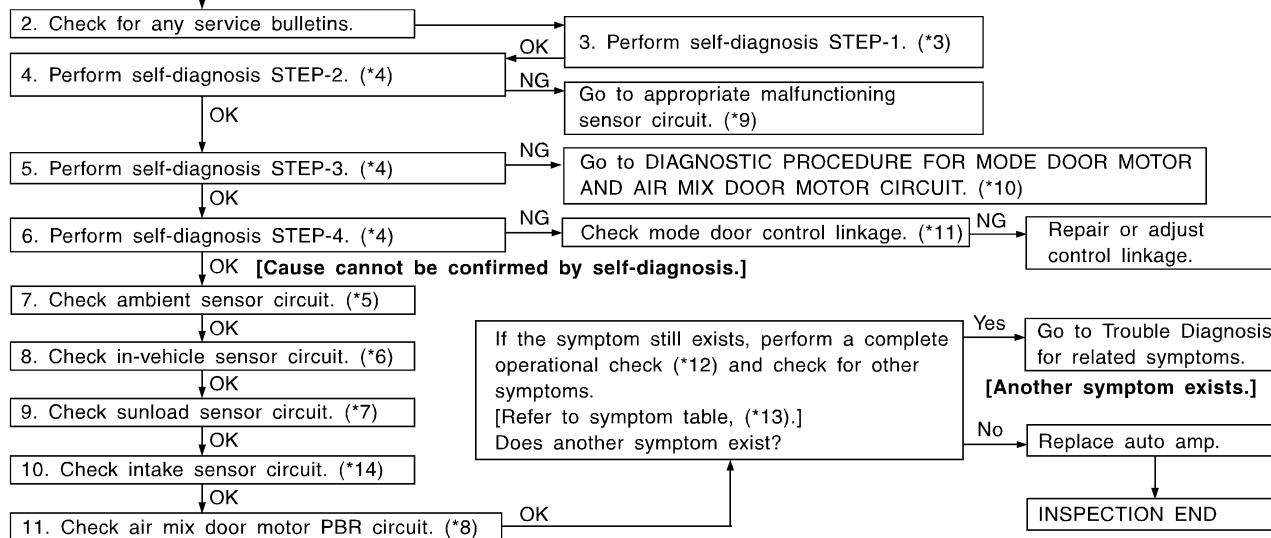 2. Check for any service bulletins.
3. Perform self-diagnosis STEP-1. (*3)
OK
4. Perform self-diagnosis STEP-2. (*4)
NG
Go to appropriate malfunctioning
sensor circuit. (*9)
OK
5. Perform self-diagnosis STEP-3. (*4)
NG
Go to DIAGNOSTIC PROCEDURE FOR MODE DOOR MOTOR
AND AIR MIX DOOR MOTOR CIRCUIT. (*10)
OK
6. Perform self-diagnosis STEP-4. (*4)
NG
Check mode door control linkage. (*11)
NG
Repair or adjust
control linkage.
OK
[Cause cannot be confirmed by self-diagnosis.]
7. Check ambient sensor circuit. (*5)
OK
8. Check in-vehicle sensor circuit. (*6)
OK
9. Check sunload sensor circuit. (*7)
OK
10. Check intake sensor circuit. (*14)
OK
11. Check air mix door motor PBR circuit. (*8)
OK
If the symptom still exists, perform a complete
operational check (*12) and check for other
symptoms.
[Refer to symptom table, (*13).]
Does another symptom exist?
Yes
Go to Trouble Diagnosis
for related symptoms.
[Another symptom exists.]
No
Replace auto amp.
INSPECTION END